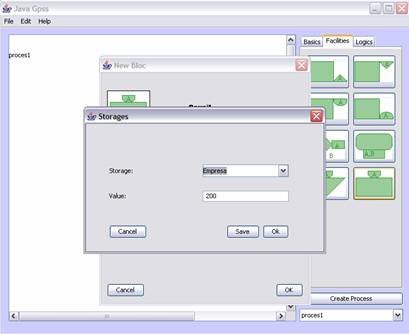 Java Gpss
File Edit Help
proces1
Basics Facilities Logics
New Bloc
Storages
Storage: Empresa
Value: 200
Cancel Save Ok
Cancel OK
A
A
A
A
A
B
A,B
A
A
Create Process
proces1